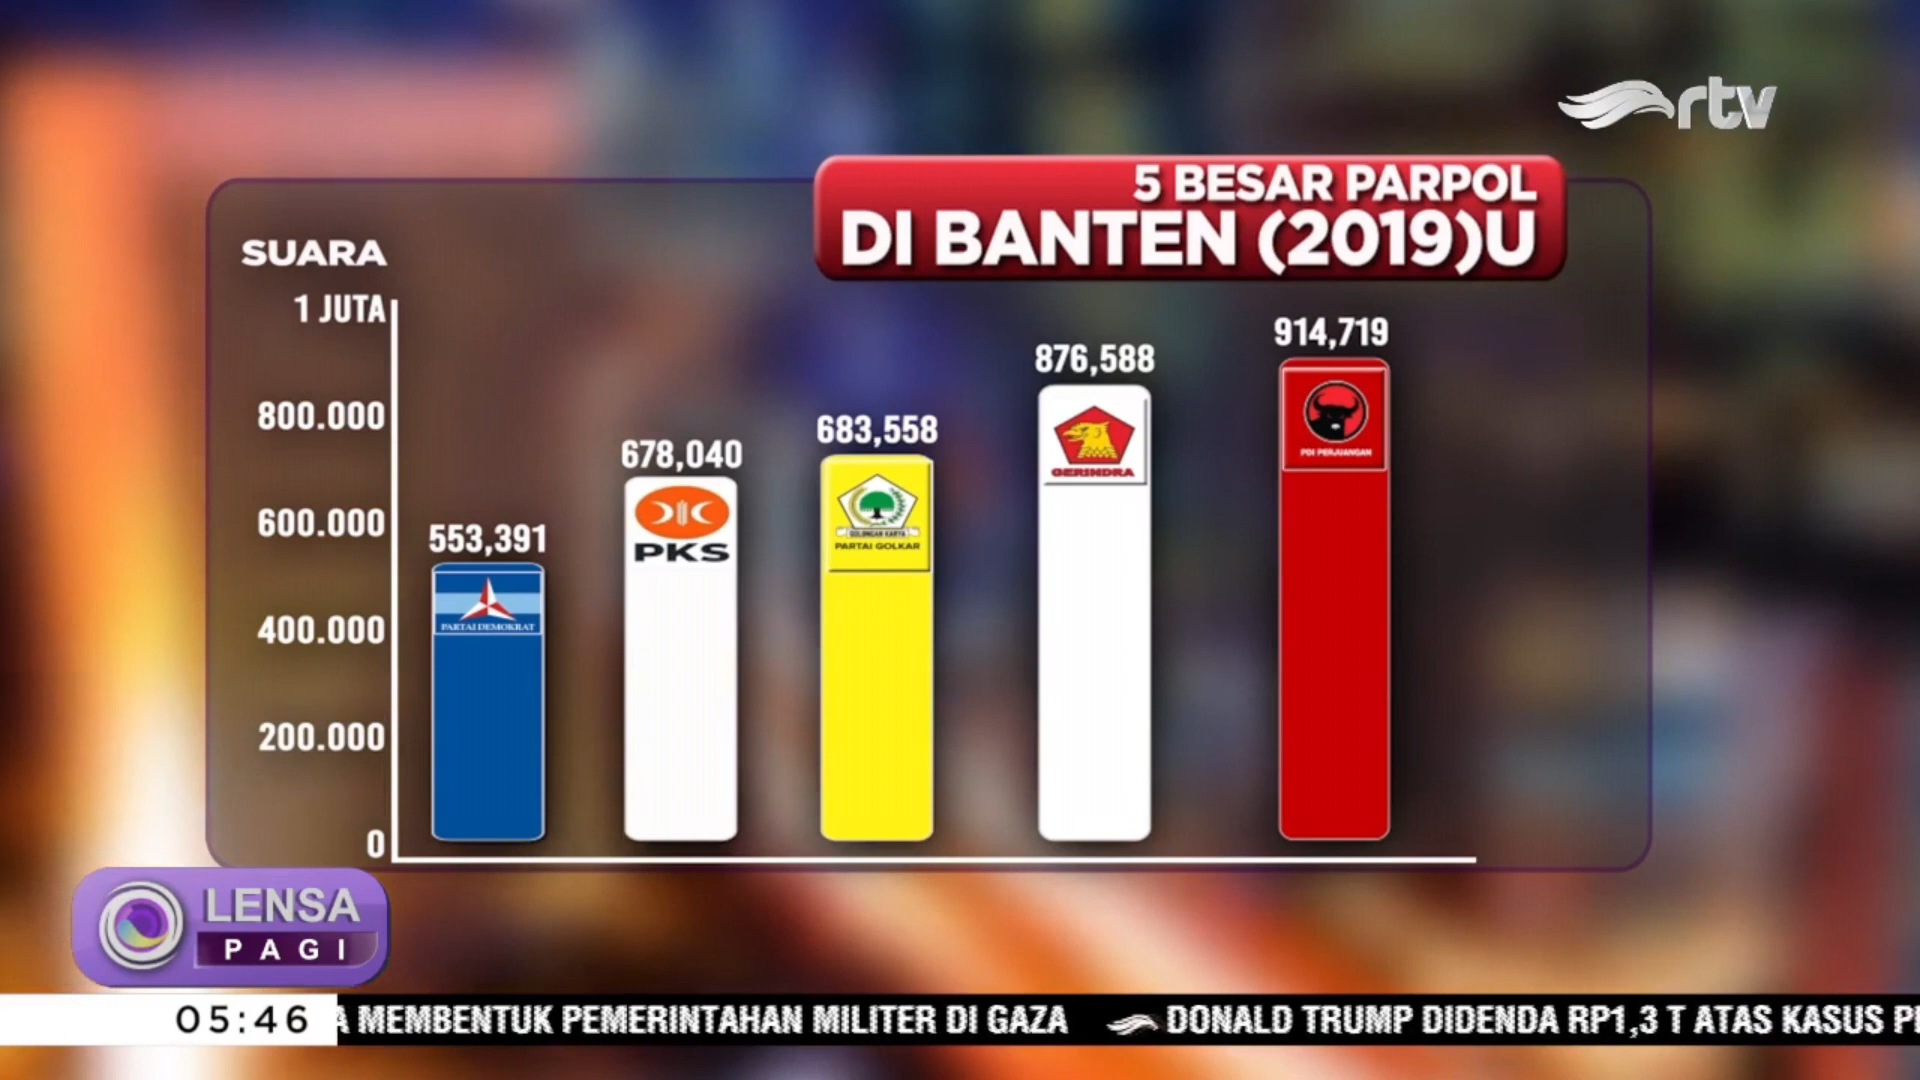 rtv
5 BESAR PARPOL
DI BANTEN (2019)U
SUARA
1 JUTA
800.000
600.000
400.000
200.000
0
553,391
PARTAI DEMOKRAT
678,040
PKS
683,558
GOLONGAN KARYA
PARTAI GOLKAR
876,588
GERINDRA
914,719
PDI PERJUANGAN
LENSA
PAGI
05:46
A MEMBENTUK PEMERINTAHAN MILITER DI GAZA DONALD TRUMP DIDENDA RP1,3 T ATAS KASUS